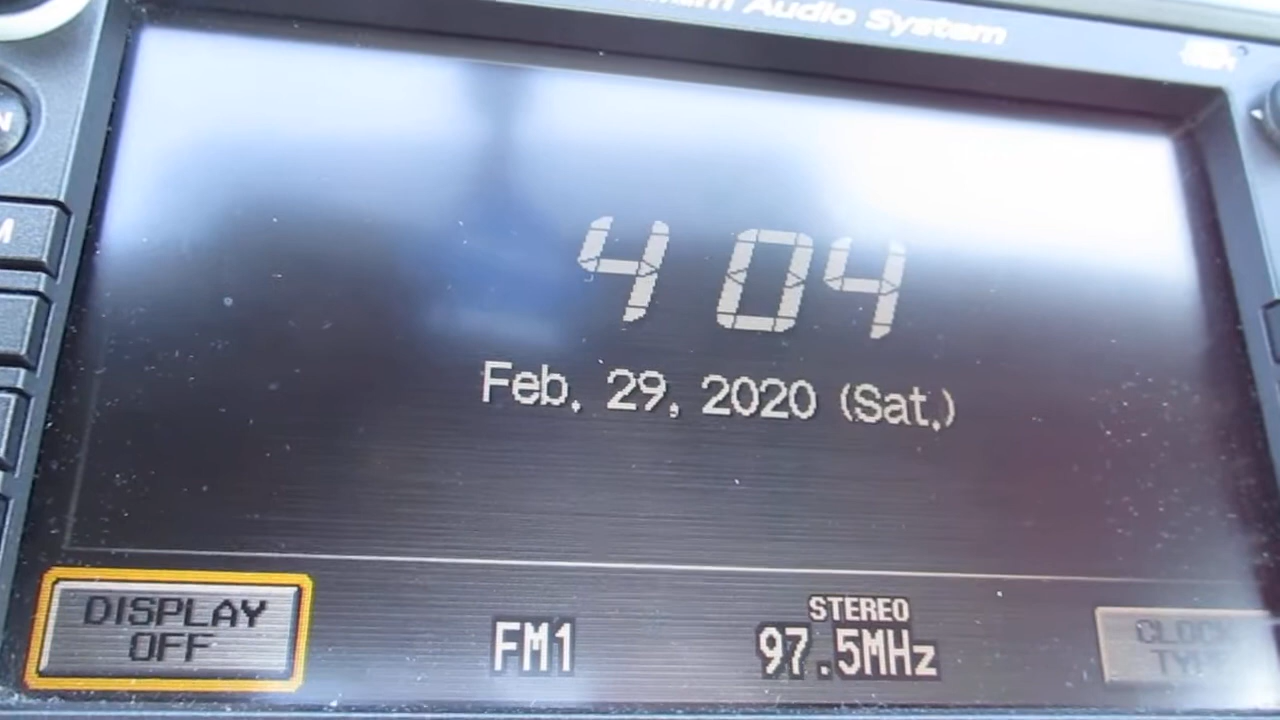 Audio System
4 04
Feb. 29, 2020 (Sat.)
DISPLAY
OFF
FM1
STEREO
97.5MHz
CLOCK
TYPE